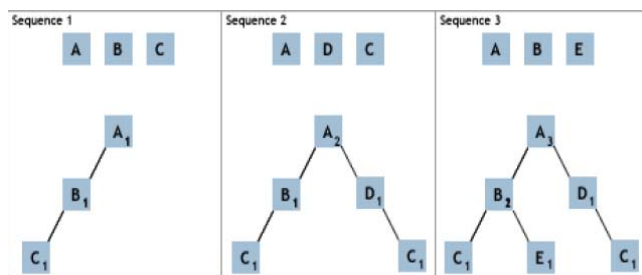 Sequence 1
A B C
A1
B1
C1
Sequence 2
A D C
A2
B1 D1
C1 C1
Sequence 3
A B E
A3
B2 D1
C1 E1 C1